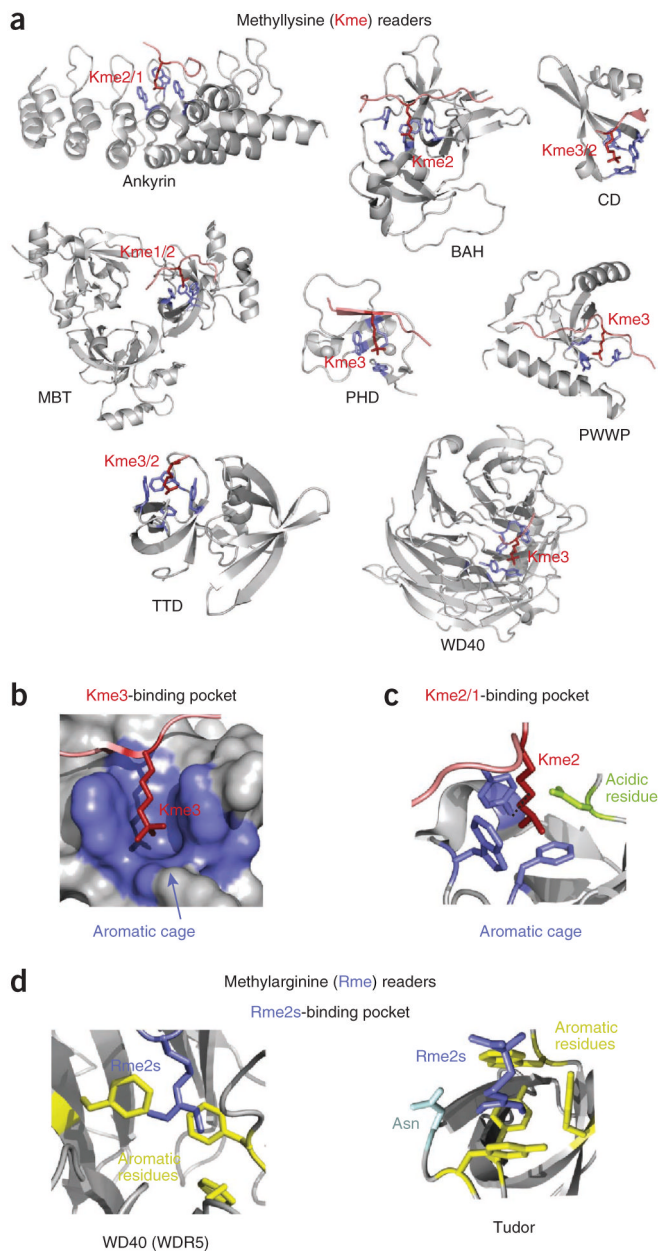 a
Methyllysine (Kme) readers
Kme2/1
Ankyrin
Kme2
BAH
Kme3/2
CD
Kme1/2
MBT
Kme3
PHD
Kme3
PWWP
Kme3/2
TTD
Kme3
WD40
b
Kme3-binding pocket
Kme3
Aromatic cage
c
Kme2/1-binding pocket
Kme2
Acidic
residue
Aromatic cage
d
Methylarginine (Rme) readers
Rme2s-binding pocket
Rme2s
Aromatic
residues
WD40 (WDR5)
Aromatic
residues
Rme2s
Asn
Tudor